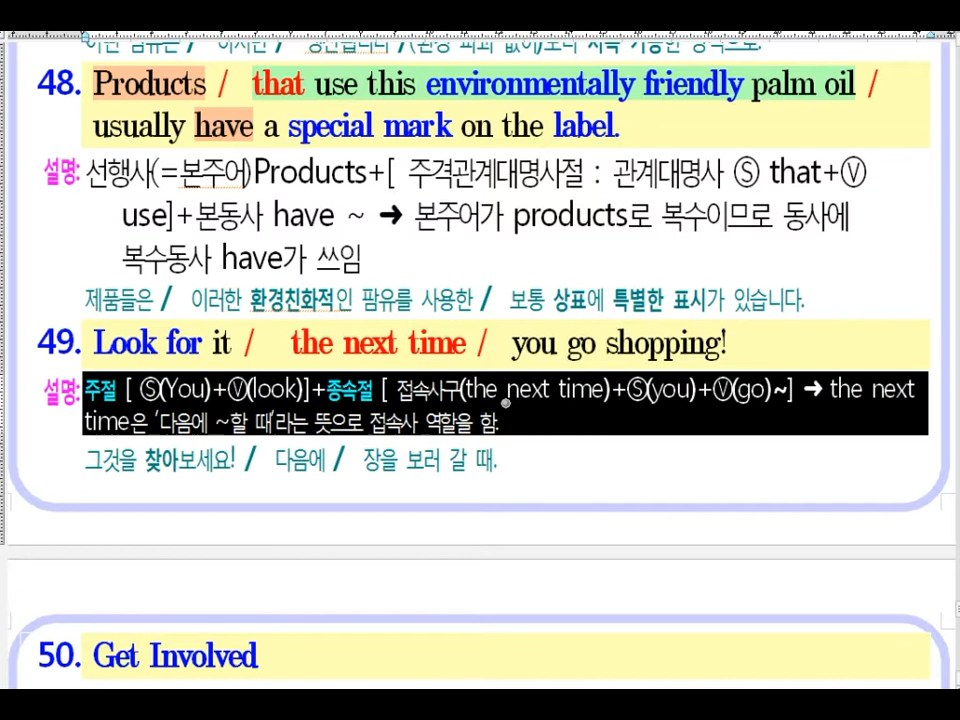 48. Products / that use this environmentally friendly palm oil /
usually have a special mark on the label.
설명: 선행사(=본주어)Products+[ 주격관계대명사절 : 관계대명사 Ⓢ that+Ⓥ
use]+본동사 have ~ ➜ 본주어가 products로 복수이므로 동사에
복수동사 have가 쓰임
제품들은 / 이러한 환경친화적인 팜유를 사용한 / 보통 상표에 특별한 표시가 있습니다.
49. Look for it / the next time / you go shopping!
설명: 주절 [ Ⓢ(You)+Ⓥ(look)]+종속절 [ 접속사구(the next time)+Ⓢ(you)+Ⓥ(go)~] ➜ the next
time은 '다음에 ~할 때'라는 뜻으로 접속사 역할을 함.
그것을 찾아보세요! / 다음에 / 장을 보러 갈 때.
50. Get Involved